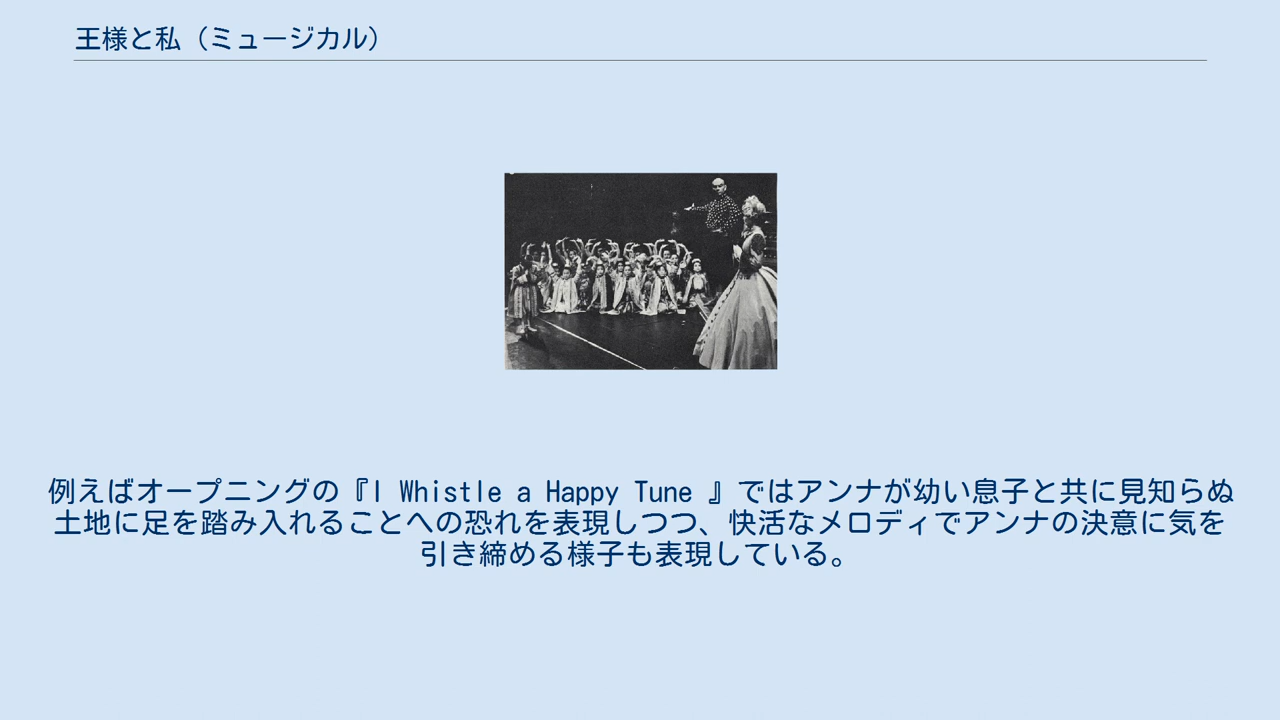 王様と私（ミュージカル）
例えばオープニングの『I Whistle a Happy Tune 』ではアンナが幼い息子と共に見知らぬ
土地に足を踏み入れることへの恐れを表現しつつ、快活なメロディでアンナの決意に気を
引き締める様子も表現している。